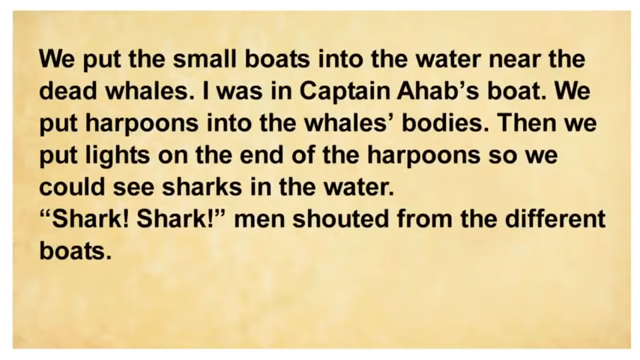 We put the small boats into the water near the
dead whales. I was in Captain Ahab’s boat. We
put harpoons into the whales’ bodies. Then we
put lights on the end of the harpoons so we
could see sharks in the water.
“Shark! Shark!” men shouted from the different
boats.